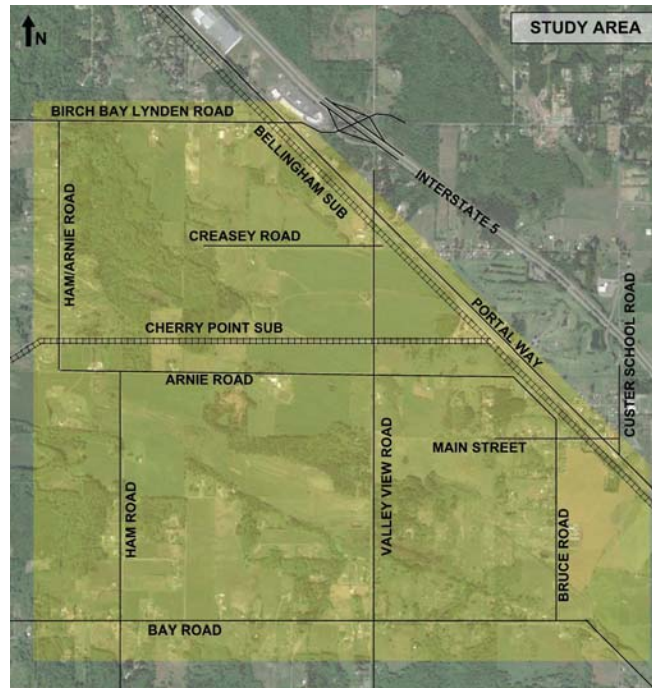 N
STUDY AREA
BIRCH BAY LYNDEN ROAD
BELLINGHAM SUB
INTERSTATE 5
HAM/ARNIE ROAD
CREASEY ROAD
PORTAL WAY
CUSTER SCHOOL ROAD
CHERRY POINT SUB
ARNIE ROAD
MAIN STREET
VALLEY VIEW ROAD
HAM ROAD
BRUCE ROAD
BAY ROAD